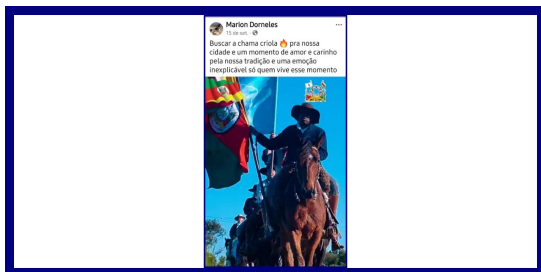 Marlon Dorneles
15 de set.
Buscar a chama criola 🔥 pra nossa
cidade e um momento de amor e carinho
pela nossa tradição e uma emoção
inexplicável só quem vive esse momento